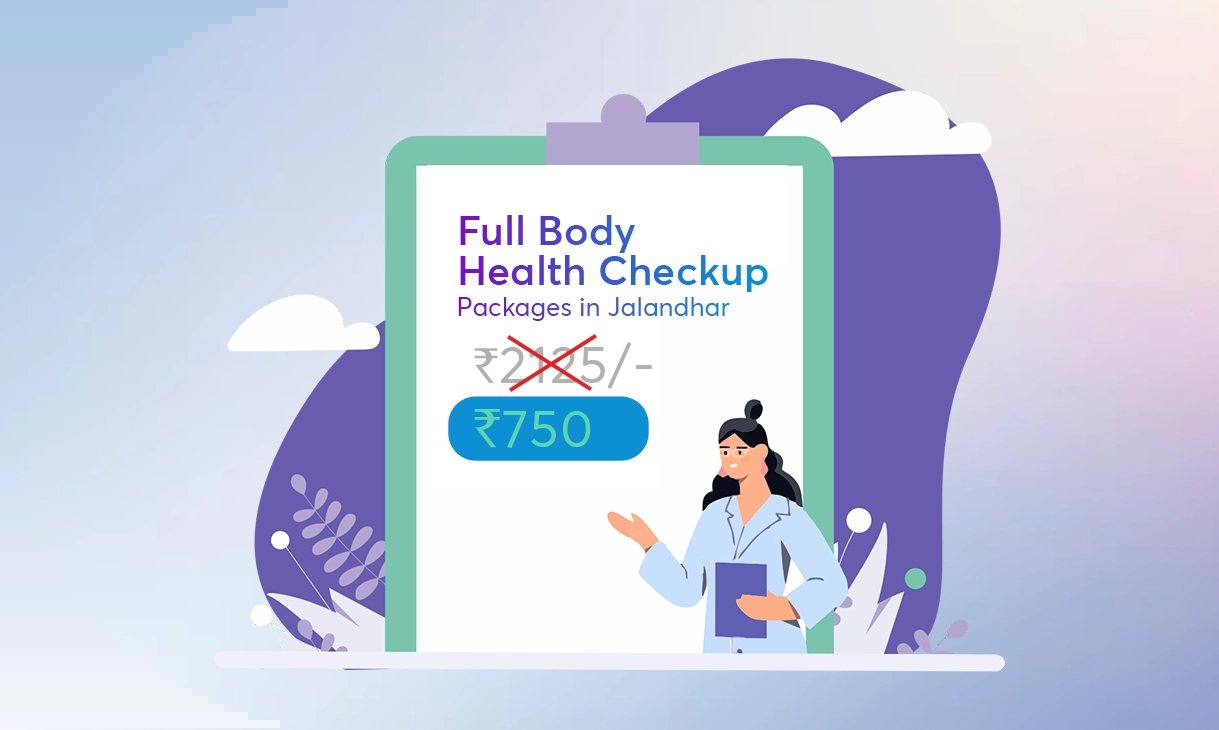 Full Body
Health Checkup
Packages in Jalandhar
₹2125/-
₹750